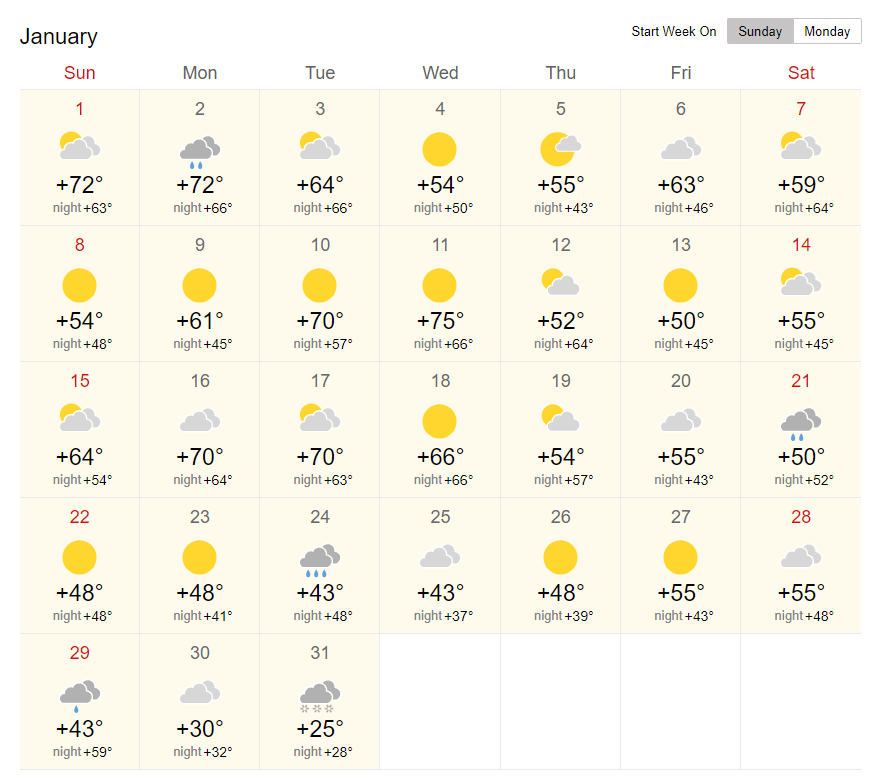 January
Start Week On Sunday Monday
Sun Mon Tue Wed Thu Fri Sat
1 2 3 4 5 6 7
+72° +72° +64° +54° +55° +63° +59°
night +63° night +66° night +66° night +50° night +43° night +46° night +64°
8 9 10 11 12 13 14
+54° +61° +70° +75° +52° +50° +55°
night +48° night +45° night +57° night +66° night +64° night +45° night +45°
15 16 17 18 19 20 21
+64° +70° +70° +66° +54° +55° +50°
night +54° night +64° night +63° night +66° night +57° night +43° night +52°
22 23 24 25 26 27 28
+48° +48° +43° +43° +48° +55° +55°
night +48° night +41° night +48° night +37° night +39° night +43° night +48°
29 30 31
+43° +30° +25°
night +59° night +32° night +28°